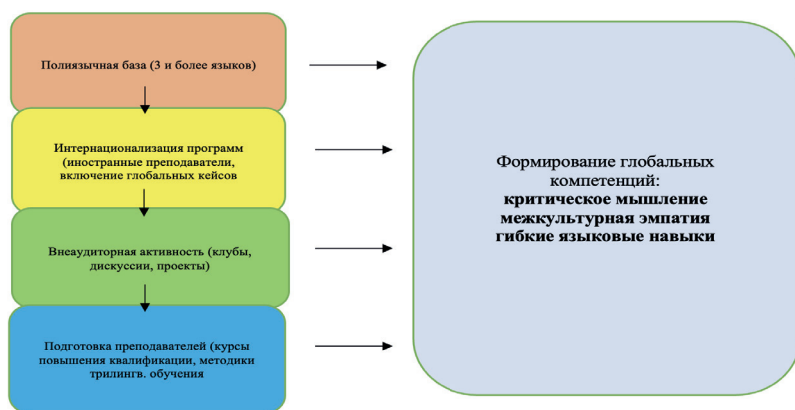 Полиязычная база (3 и более языков)
Интернационализация программ
(иностранные преподаватели,
включение глобальных кейсов
Внеаудиторная активность (клубы,
дискуссии, проекты)
Подготовка преподавателей (курсы
повышения квалификации, методики
трилингв. обучения
Формирование глобальных
компетенций:
критическое мышление
межкультурная эмпатия
гибкие языковые навыки